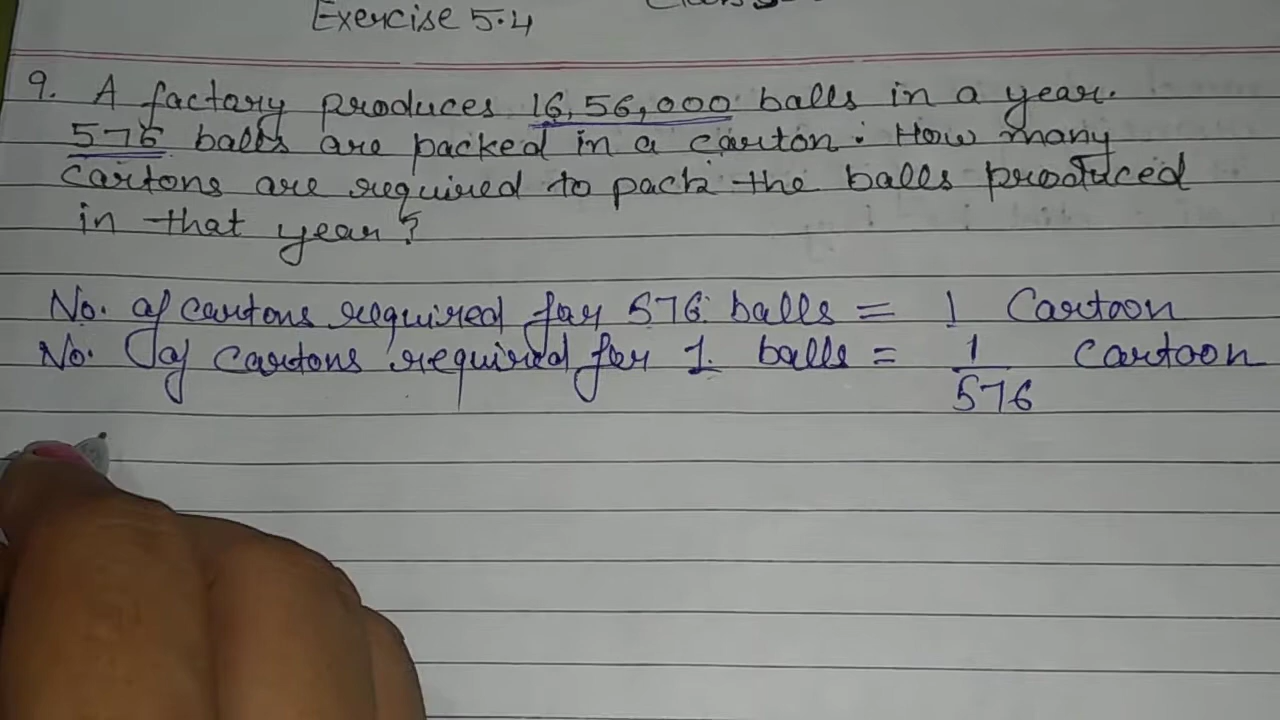 Exercise 5.4
9. A factory produces 16,56,000 balls in a year.
576 balls are packed in a carton. How many
cartons are required to pack the balls produced
in that year?
No. of cartons required for 576 balls = 1 Cartoon
No. of cartons required for 1 balls = 1/576 Cartoon